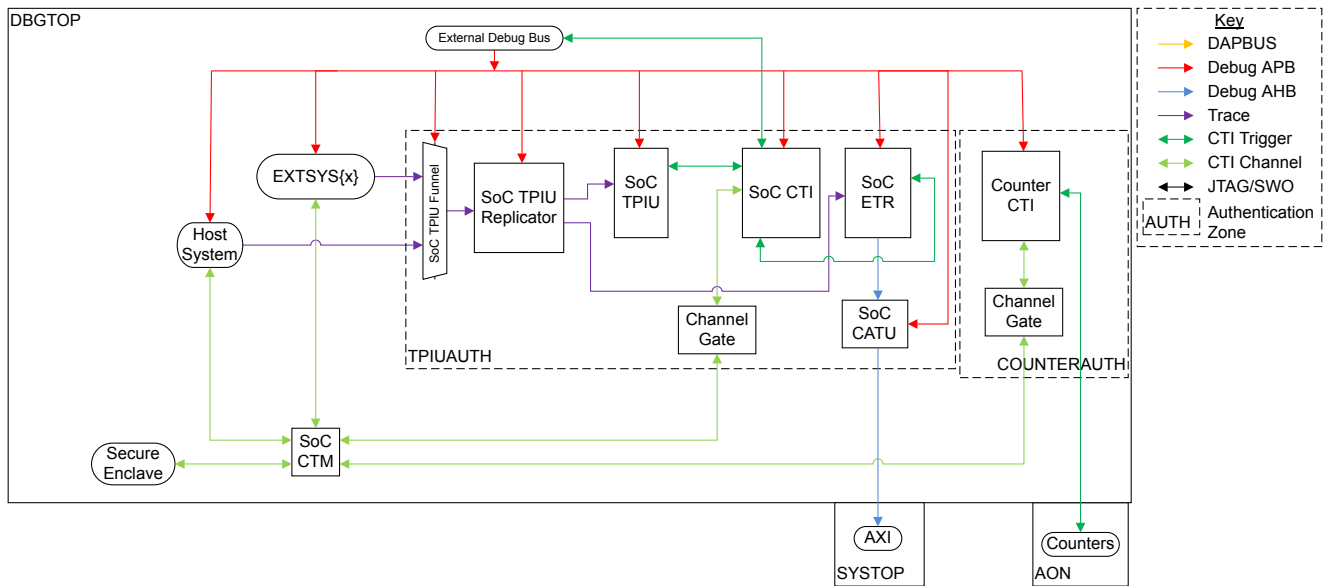 DBGTOP
External Debug Bus
EXTSYS{x}
Host
System
SoC TPIU Funnel
SoC TPIU
Replicator
SoC
TPIU
SoC CTI
SoC
ETR
Counter
CTI
Channel
Gate
SoC
CATU
Channel
Gate
TPIUAUTH
COUNTERAUTH
SoC
CTM
Secure
Enclave
AXI
SYSTOP
Counters
AON
Key
DAPBUS
Debug APB
Debug AHB
Trace
CTI Trigger
CTI Channel
JTAG/SWO
AUTH
Authentication
Zone